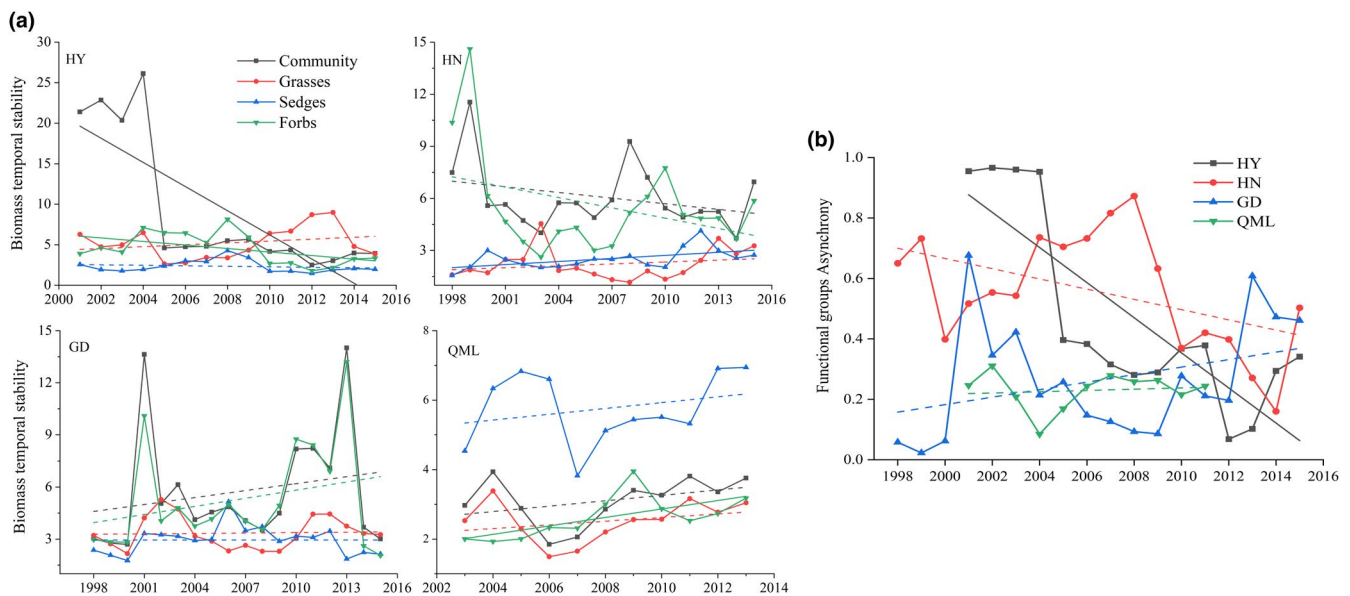 (a)
Biomass temporal stability
30
25
20
15
10
5
0
HY
Community
Grasses
Sedges
Forbs
2000 2002 2004 2006 2008 2010 2012 2014 2016
15
12
9
6
3
HN
1998 2001 2004 2007 2010 2013 2016
Biomass temporal stability
15
12
9
6
3
GD
1998 2001 2004 2007 2010 2013 2016
8
6
4
2
QML
2002 2004 2006 2008 2010 2012 2014
(b)
Functional groups Asynchrony
1.0
0.8
0.6
0.4
0.2
0.0
HY
HN
GD
QML
1998 2000 2002 2004 2006 2008 2010 2012 2014 2016